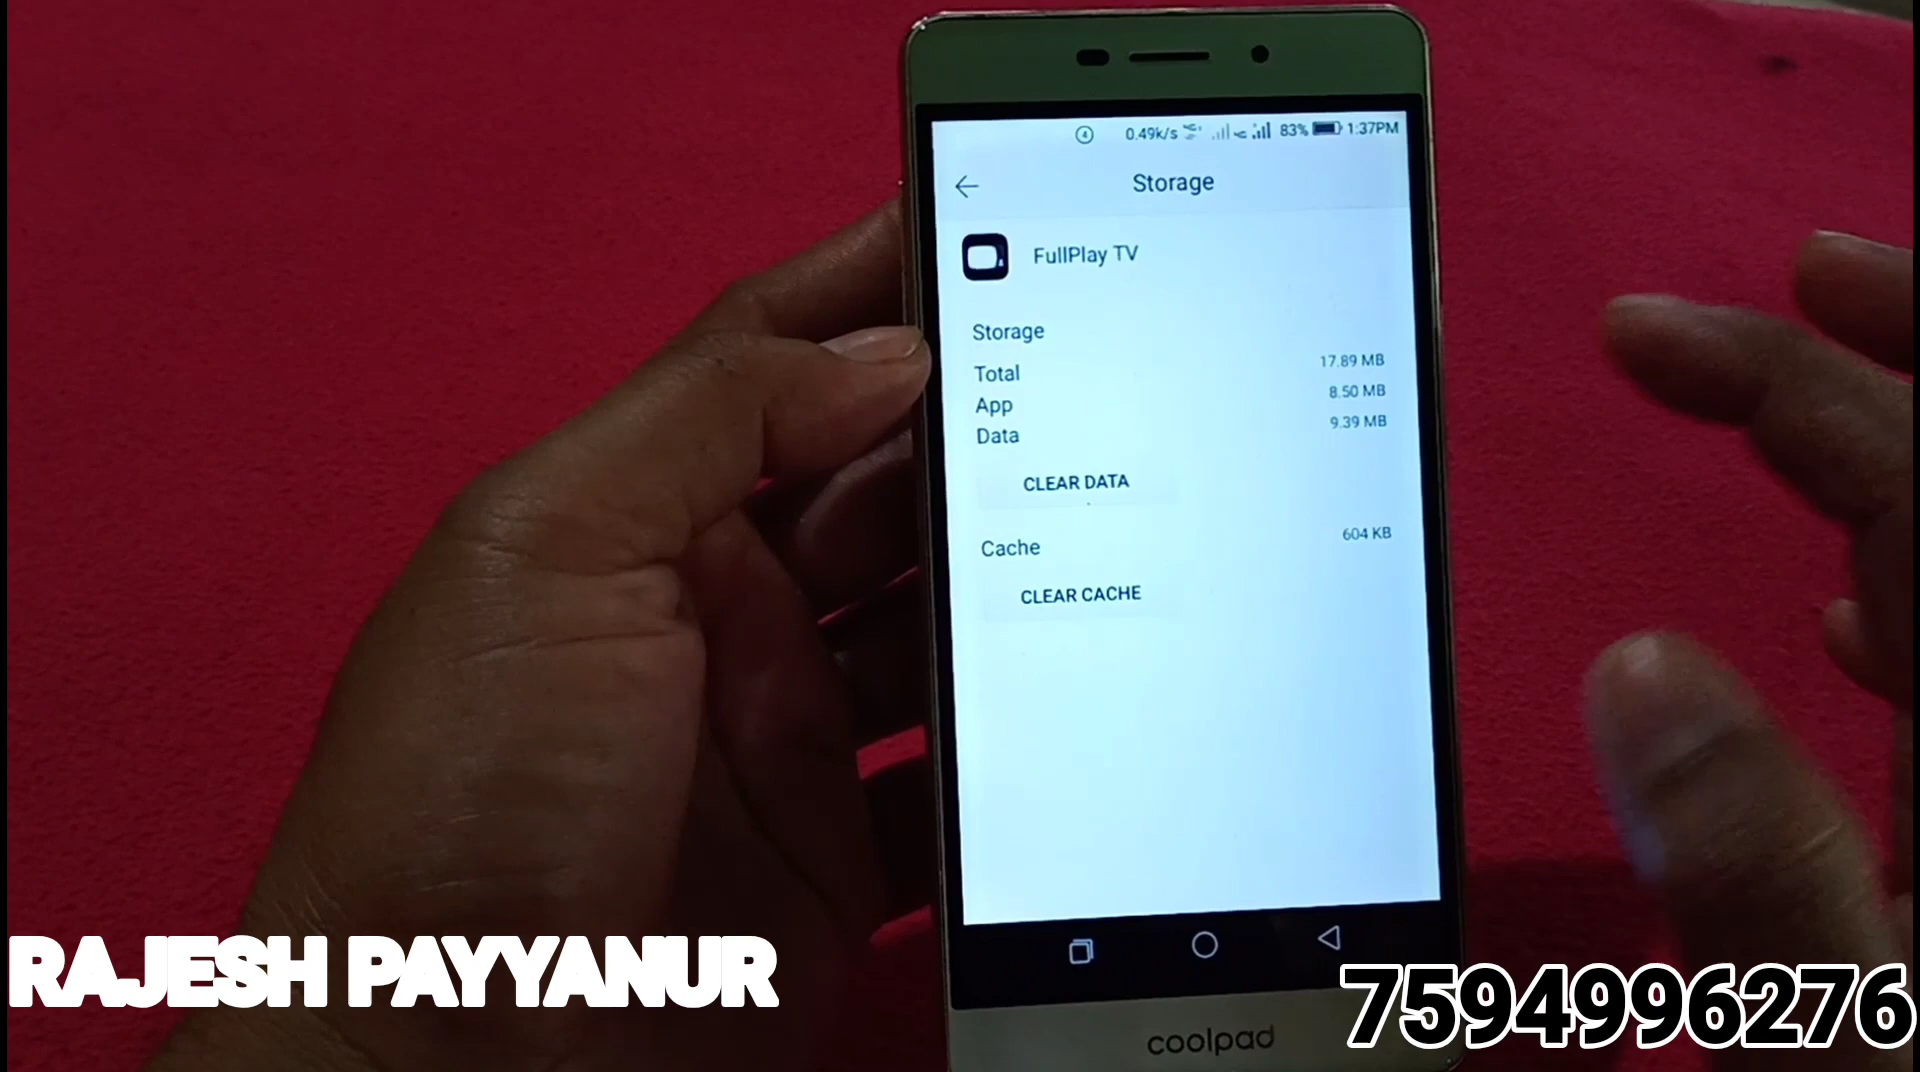 4 0.49k/s 83% 1:37PM
Storage
FullPlay TV
Storage
Total 17.89 MB
App 8.50 MB
Data 9.39 MB
CLEAR DATA
Cache 604 KB
CLEAR CACHE
RAJESH PAYYANUR
7594996276
coolpad